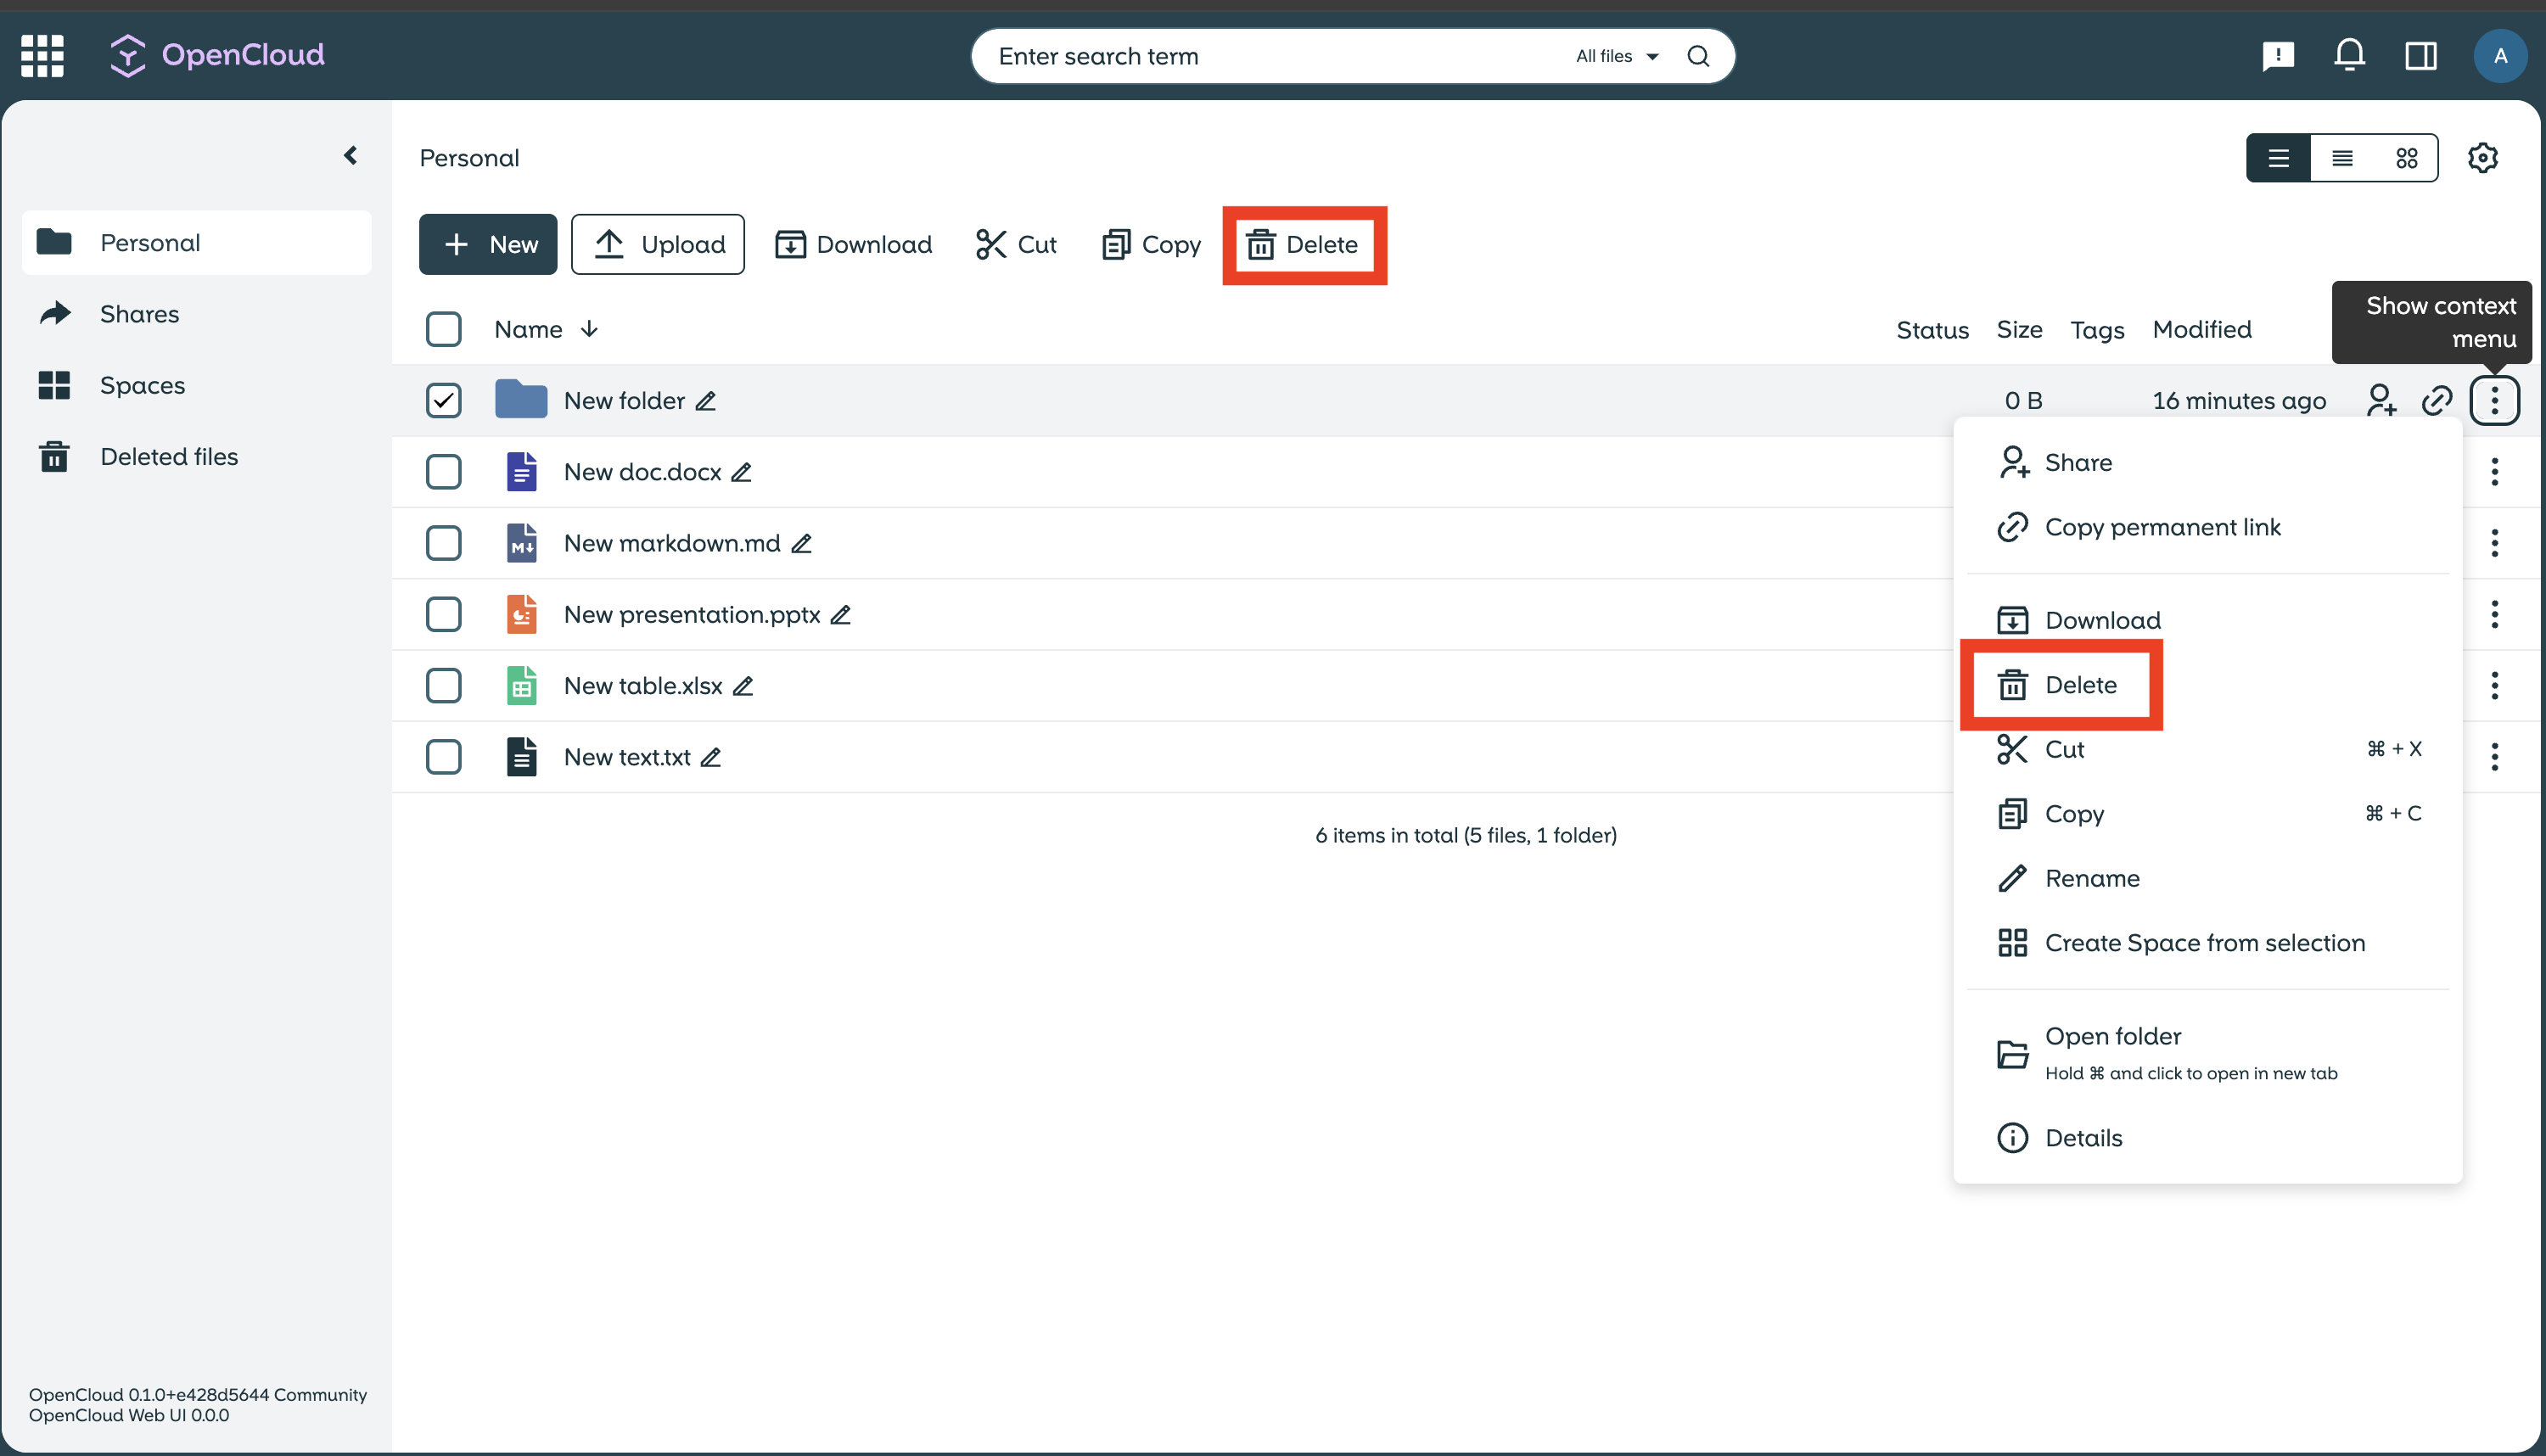 OpenCloud
Enter search term
All files
A
Personal
Personal
Shares
Spaces
Deleted files
New
Upload
Download
Cut
Copy
Delete
Show context
menu
Name
Status
Size
Tags
Modified
New folder
0 B
16 minutes ago
New doc.docx
M
New markdown.md
New presentation.pptx
New table.xlsx
New text.txt
6 items in total (5 files, 1 folder)
Share
Copy permanent link
Download
Delete
Cut
⌘ + X
Copy
⌘ + C
Rename
Create Space from selection
Open folder
Hold ⌘ and click to open in new tab
Details
OpenCloud 0.1.0+e428d5644 Community
OpenCloud Web UI 0.0.0